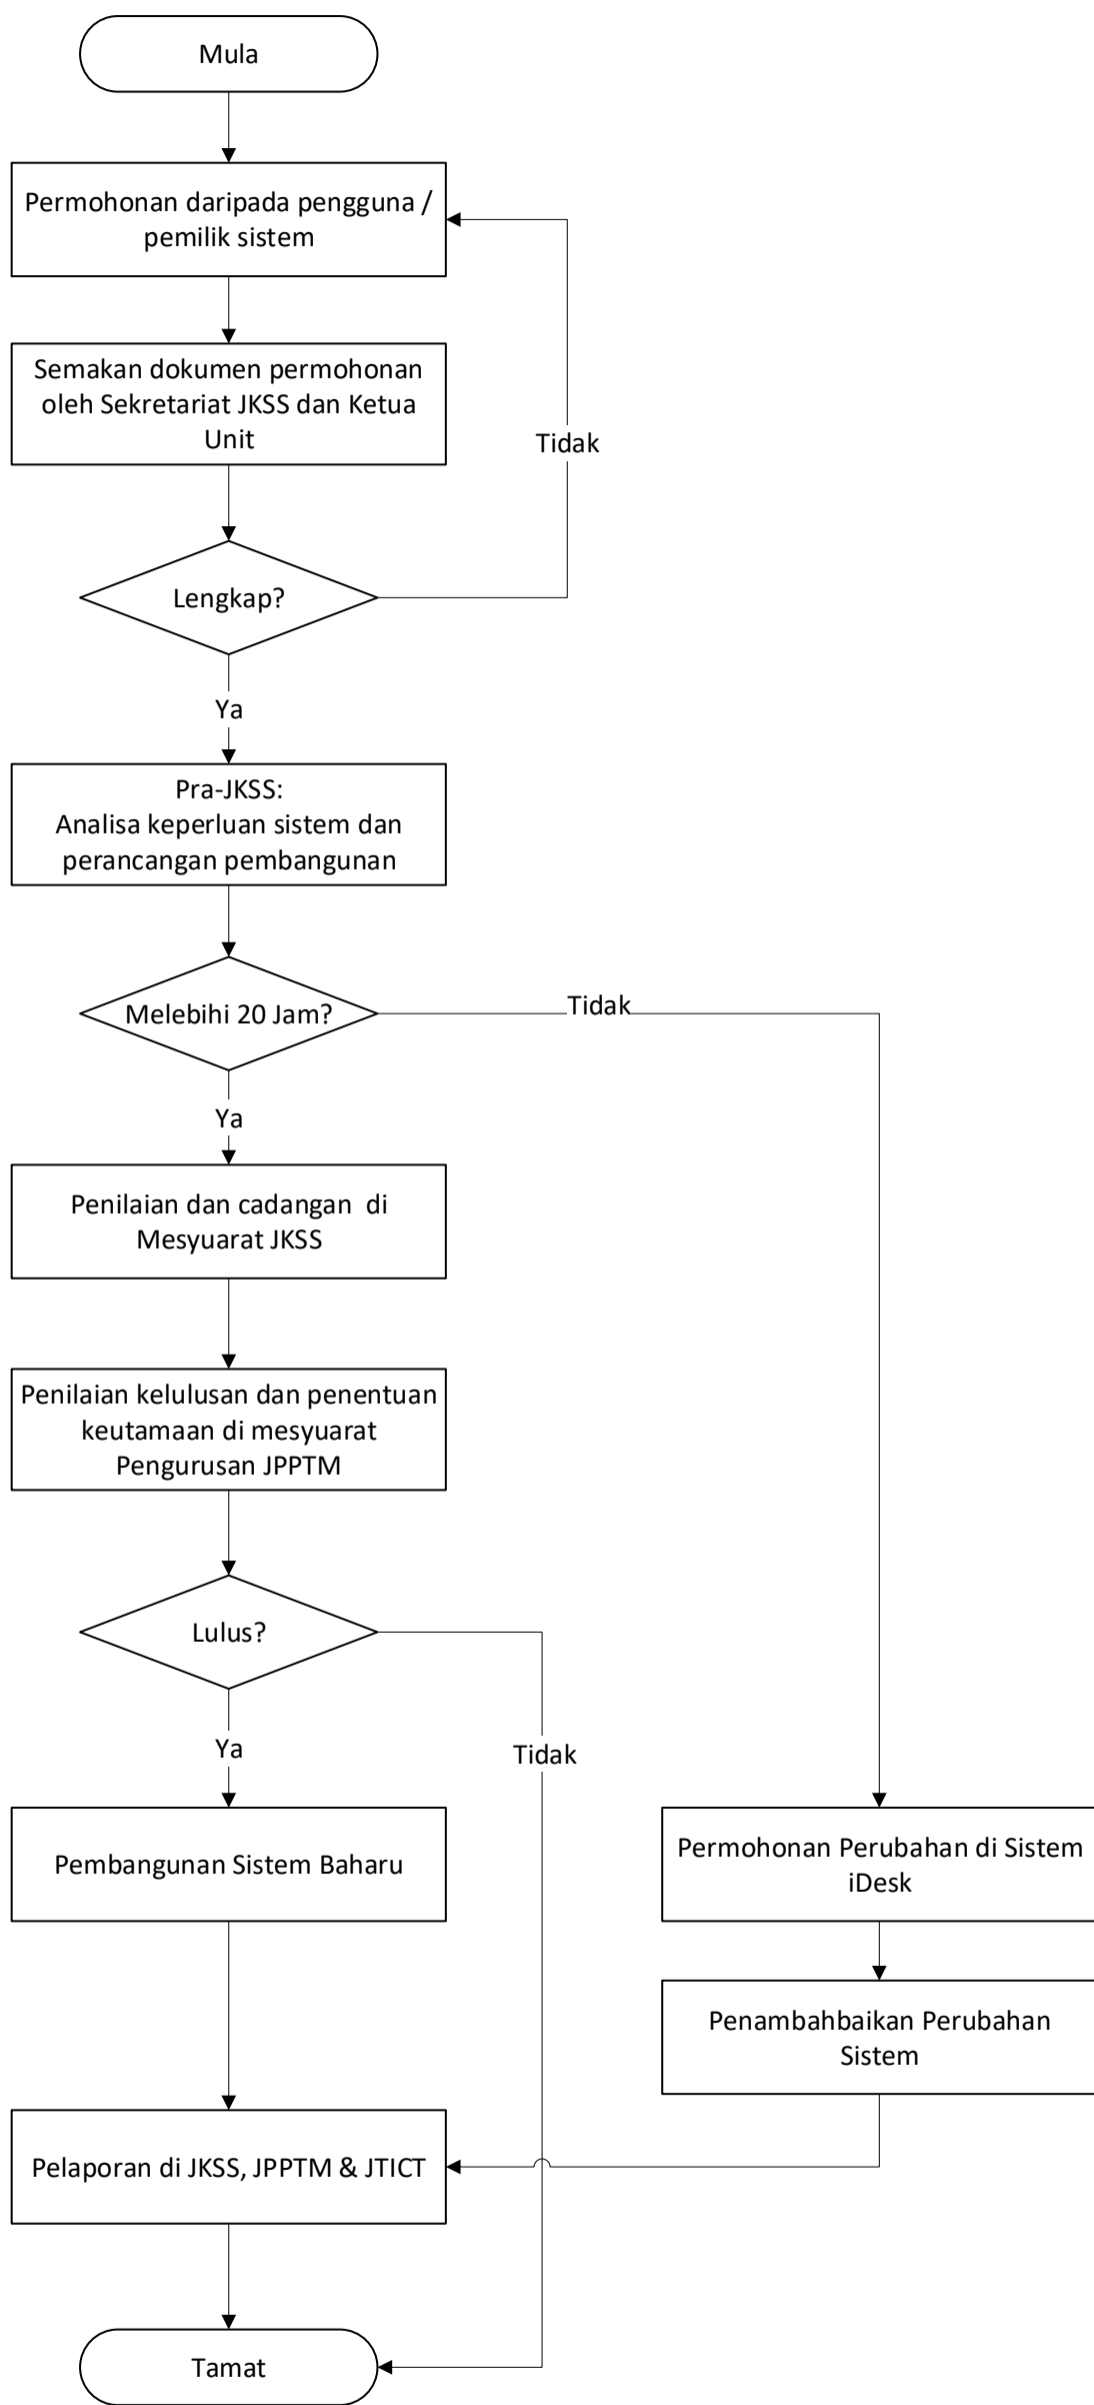 Mula
Permohonan daripada pengguna /
pemilik sistem
Semakan dokumen permohonan
oleh Sekretariat JKSS dan Ketua
Unit
Tidak
Lengkap?
Ya
Pra-JKSS:
Analisa keperluan sistem dan
perancangan pembangunan
Melebihi 20 Jam?
Tidak
Ya
Penilaian dan cadangan  di
Mesyuarat JKSS
Penilaian kelulusan dan penentuan
keutamaan di mesyuarat
Pengurusan JPPTM
Lulus?
Ya
Tidak
Pembangunan Sistem Baharu
Permohonan Perubahan di Sistem
iDesk
Penambahbaikan Perubahan
Sistem
Pelaporan di JKSS, JPPTM & JTICT
Tamat